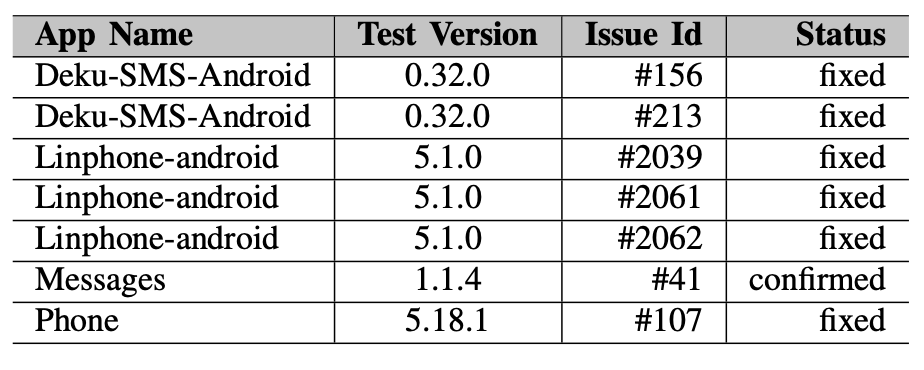 App Name Test Version Issue Id Status
Deku-SMS-Android 0.32.0 #156 fixed
Deku-SMS-Android 0.32.0 #213 fixed
Linphone-android 5.1.0 #2039 fixed
Linphone-android 5.1.0 #2061 fixed
Linphone-android 5.1.0 #2062 fixed
Messages 1.1.4 #41 confirmed
Phone 5.18.1 #107 fixed